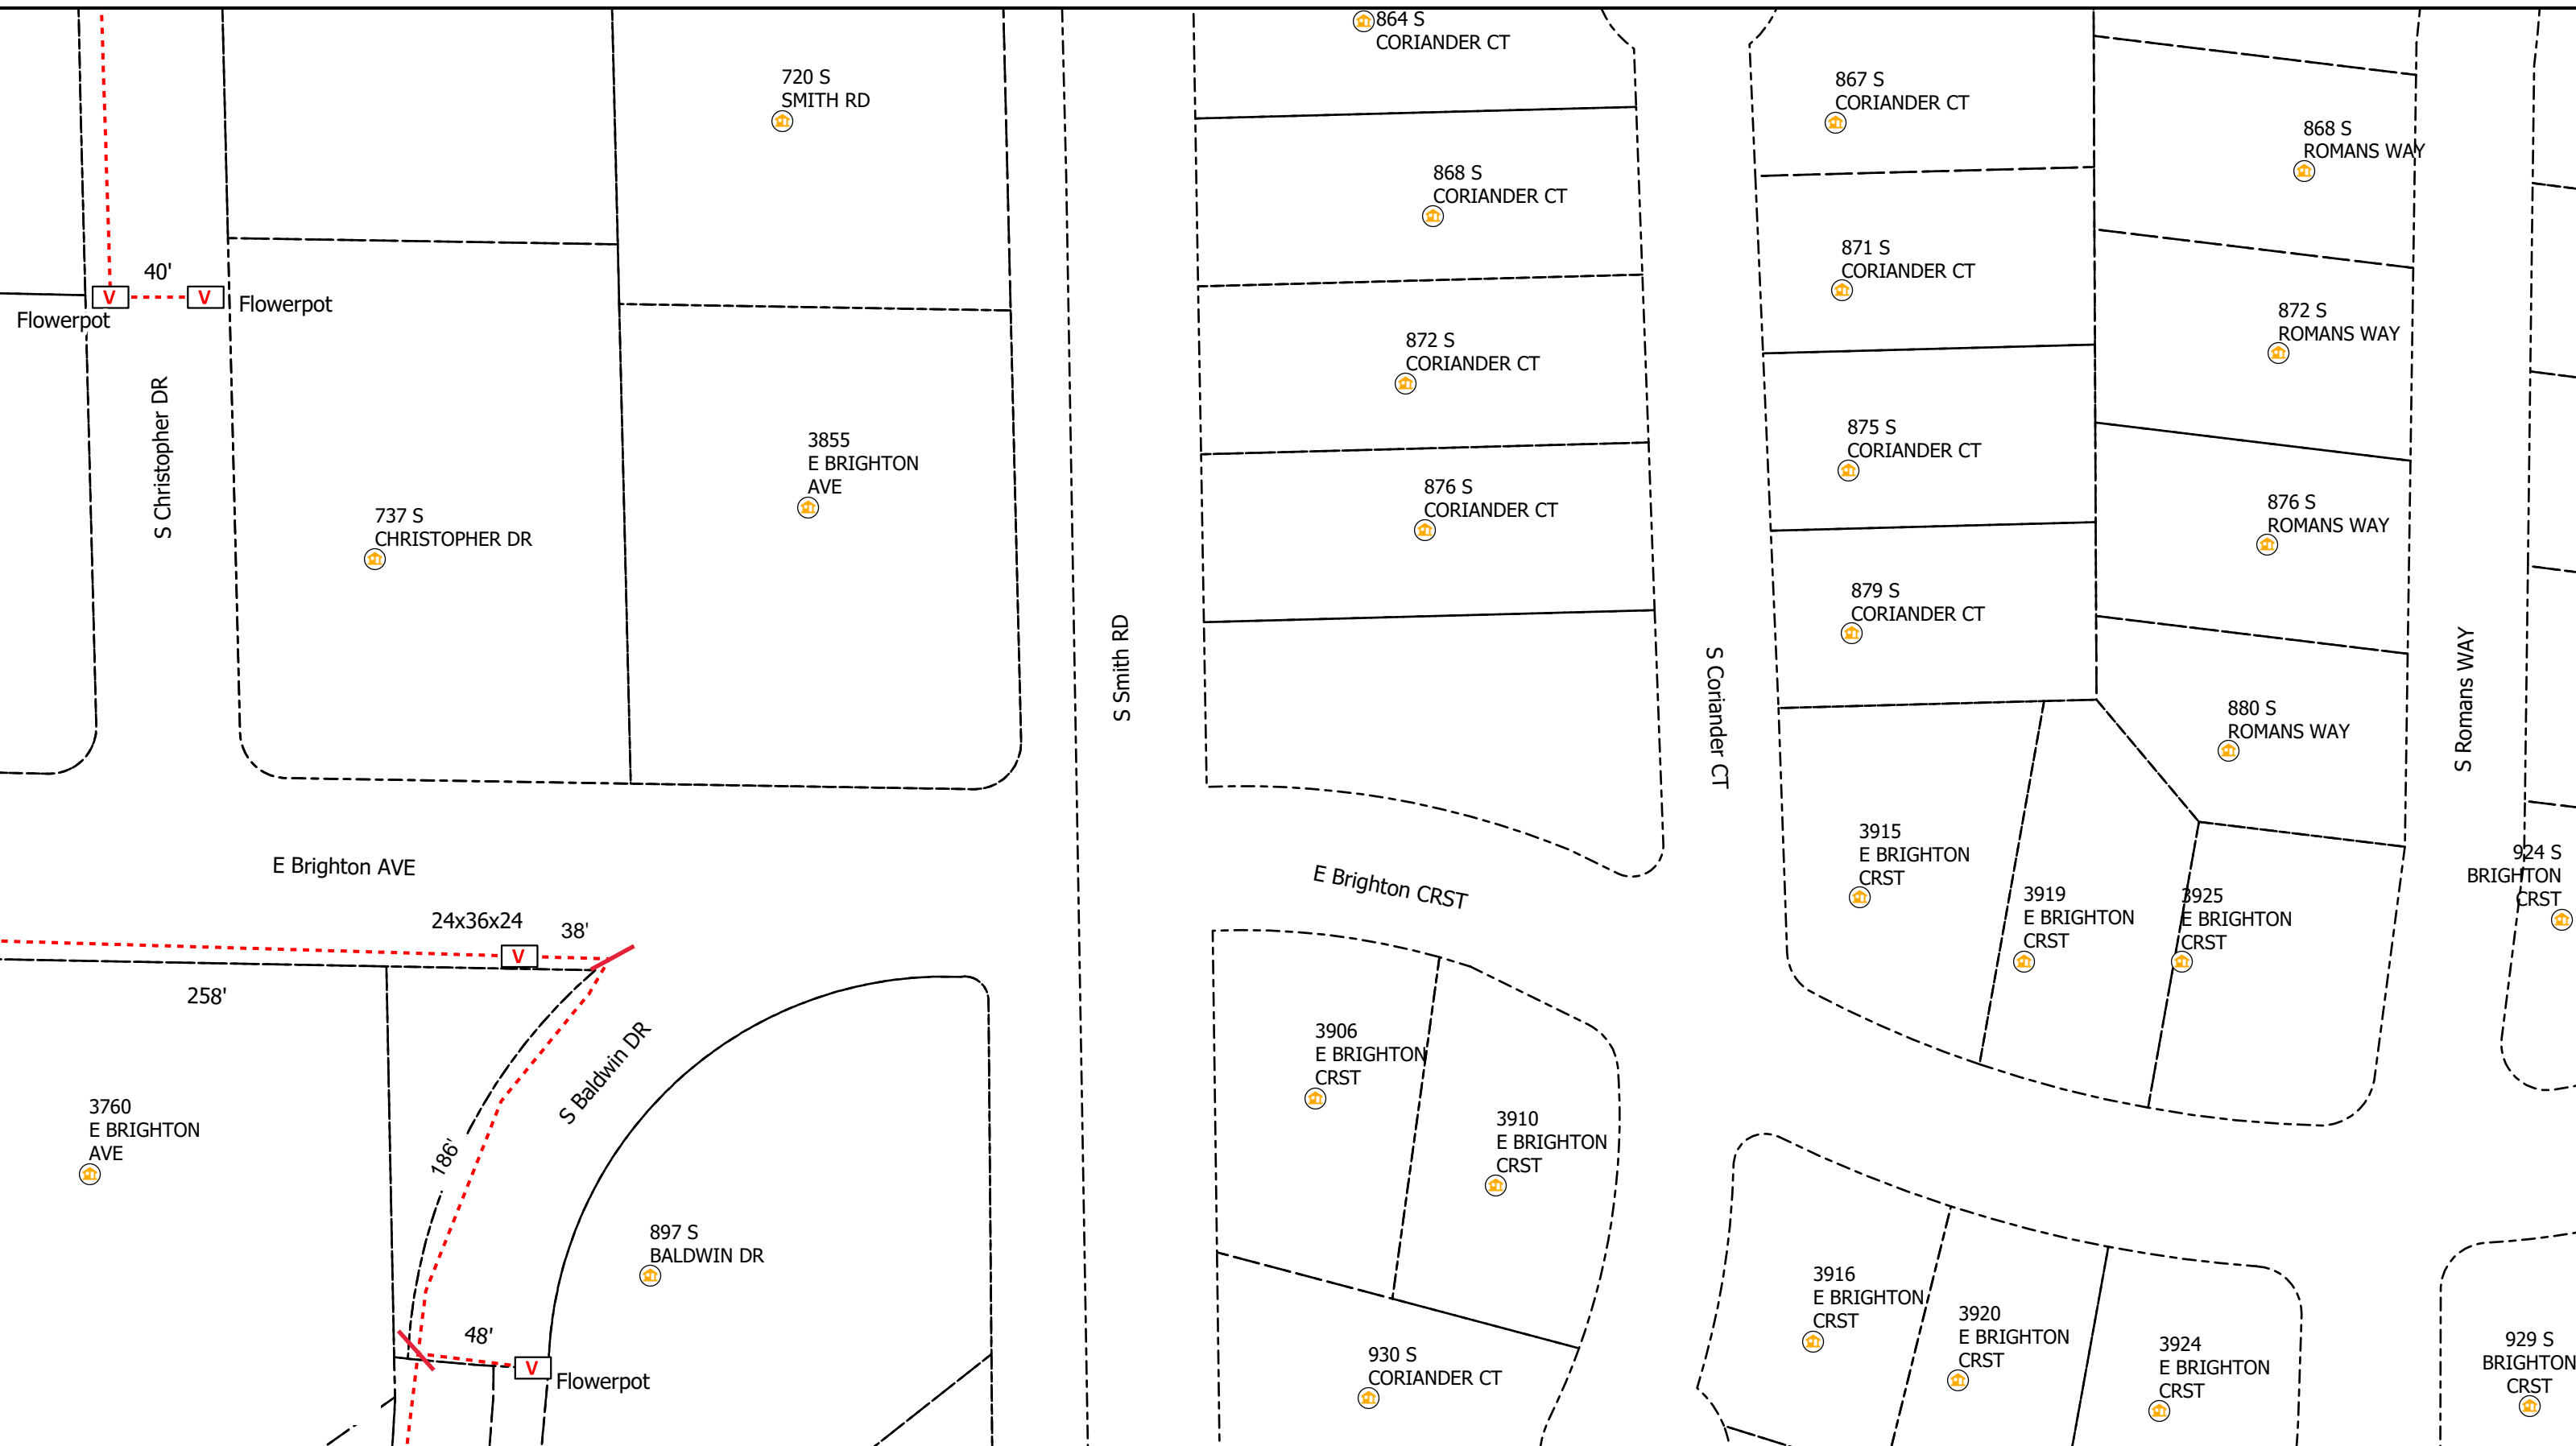 864 S
CORIANDER CT
720 S
SMITH RD
867 S
CORIANDER CT
868 S
ROMANS WAY
868 S
CORIANDER CT
871 S
CORIANDER CT
40'
V
V
Flowerpot
Flowerpot
872 S
ROMANS WAY
872 S
CORIANDER CT
S Christopher DR
3855
E BRIGHTON
AVE
875 S
CORIANDER CT
876 S
CORIANDER CT
876 S
ROMANS WAY
737 S
CHRISTOPHER DR
879 S
CORIANDER CT
S Smith RD
S Coriander CT
S Romans WAY
880 S
ROMANS WAY
3915
E BRIGHTON
CRST
924 S
BRIGHTON
CRST
E Brighton AVE
E Brighton CRST
3919
E BRIGHTON
CRST
3925
E BRIGHTON
CRST
24x36x24
38'
V
258'
S Baldwin DR
3906
E BRIGHTON
CRST
3760
E BRIGHTON
AVE
186'
3910
E BRIGHTON
CRST
897 S
BALDWIN DR
3916
E BRIGHTON
CRST
3920
E BRIGHTON
CRST
48'
V
Flowerpot
930 S
CORIANDER CT
3924
E BRIGHTON
CRST
929 S
BRIGHTON
CRST